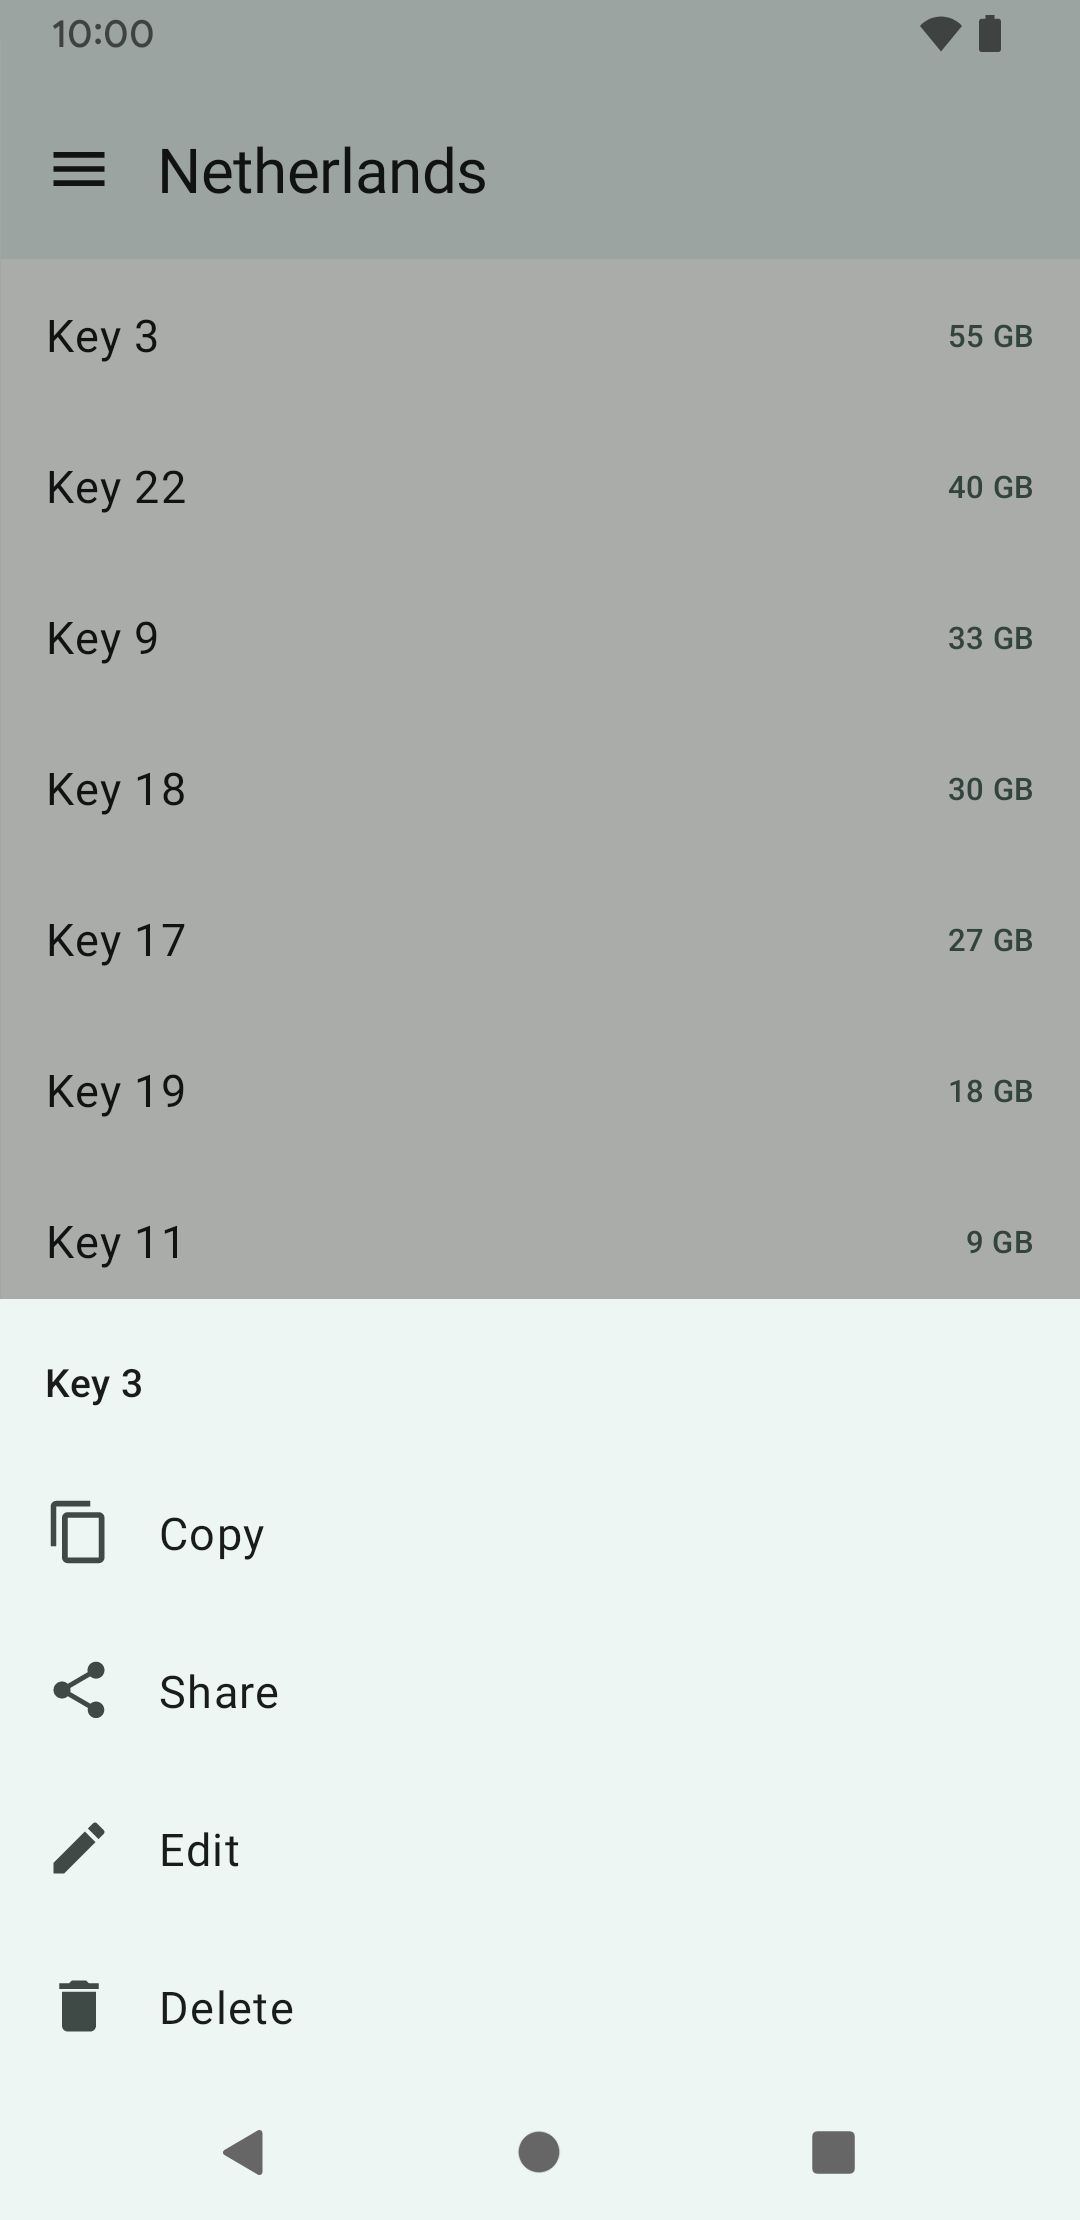 10:00
Netherlands
Key 3 55 GB
Key 22 40 GB
Key 9 33 GB
Key 18 30 GB
Key 17 27 GB
Key 19 18 GB
Key 11 9 GB
Key 3
Copy
Share
Edit
Delete